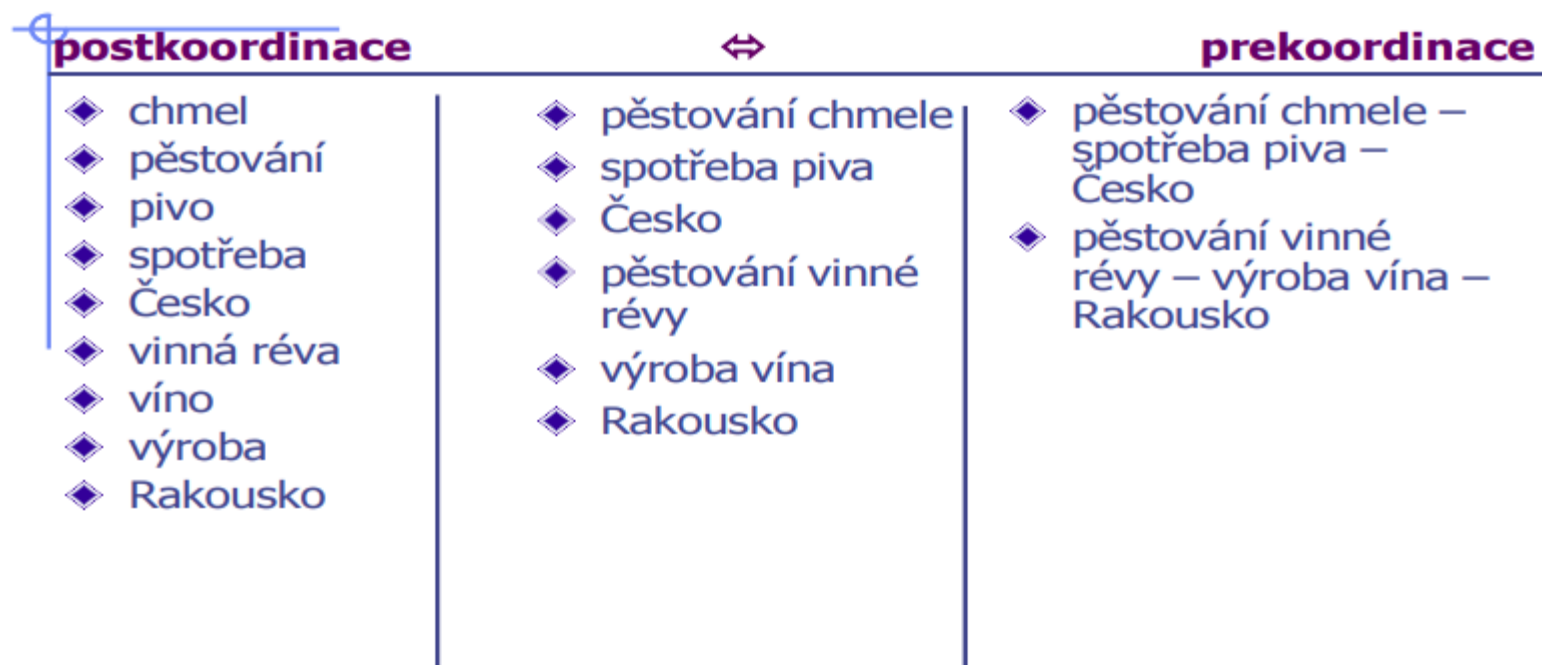 postkoordinace ⇔ prekoordinace
chmel
pěstování
pivo
spotřeba
Česko
vinná réva
víno
výroba
Rakousko
pěstování chmele
spotřeba piva
Česko
pěstování vinné
révy
výroba vína
Rakousko
pěstování chmele –
spotřeba piva –
Česko
pěstování vinné
révy – výroba vína –
Rakousko